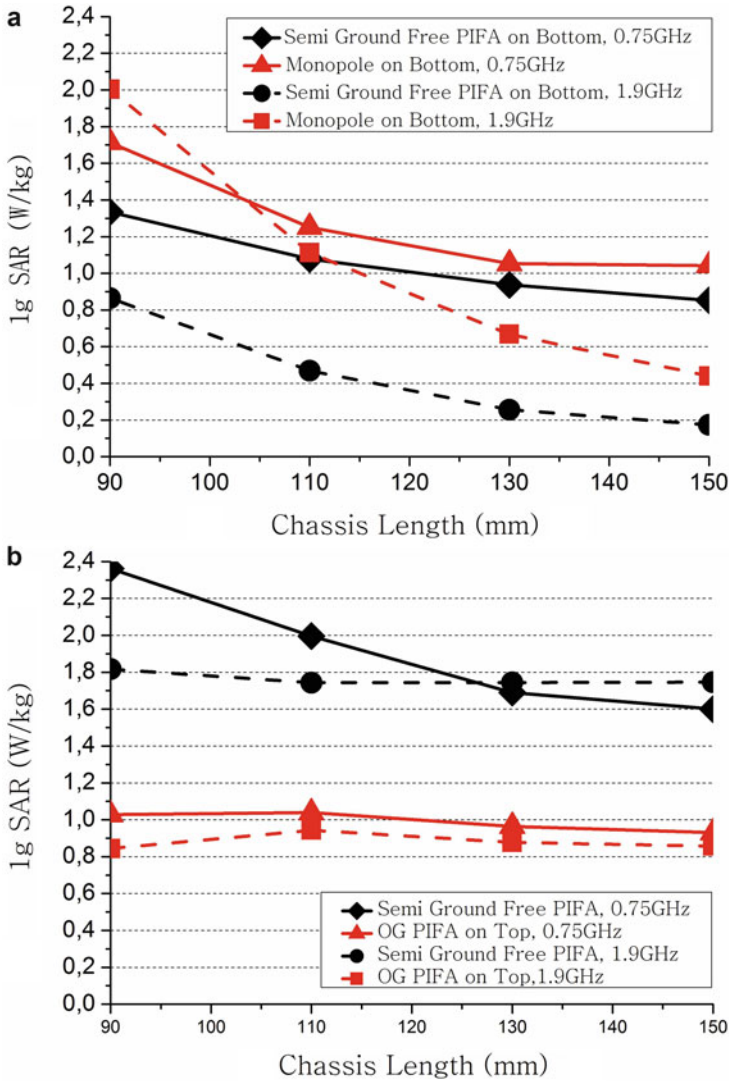 a
2,4
2,2
2,0
1,8
1,6
1,4
1,2
1,0
0,8
0,6
0,4
0,2
0,0
1g SAR (W/kg)
Semi Ground Free PIFA on Bottom, 0.75GHz
Monopole on Bottom, 0.75GHz
Semi Ground Free PIFA on Bottom, 1.9GHz
Monopole on Bottom, 1.9GHz
90 100 110 120 130 140 150
Chassis Length (mm)
b
2,4
2,2
2,0
1,8
1,6
1,4
1,2
1,0
0,8
0,6
0,4
0,2
0,0
1g SAR (W/kg)
Semi Ground Free PIFA, 0.75GHz
OG PIFA on Top, 0.75GHz
Semi Ground Free PIFA, 1.9GHz
OG PIFA on Top,1.9GHz
90 100 110 120 130 140 150
Chassis Length (mm)